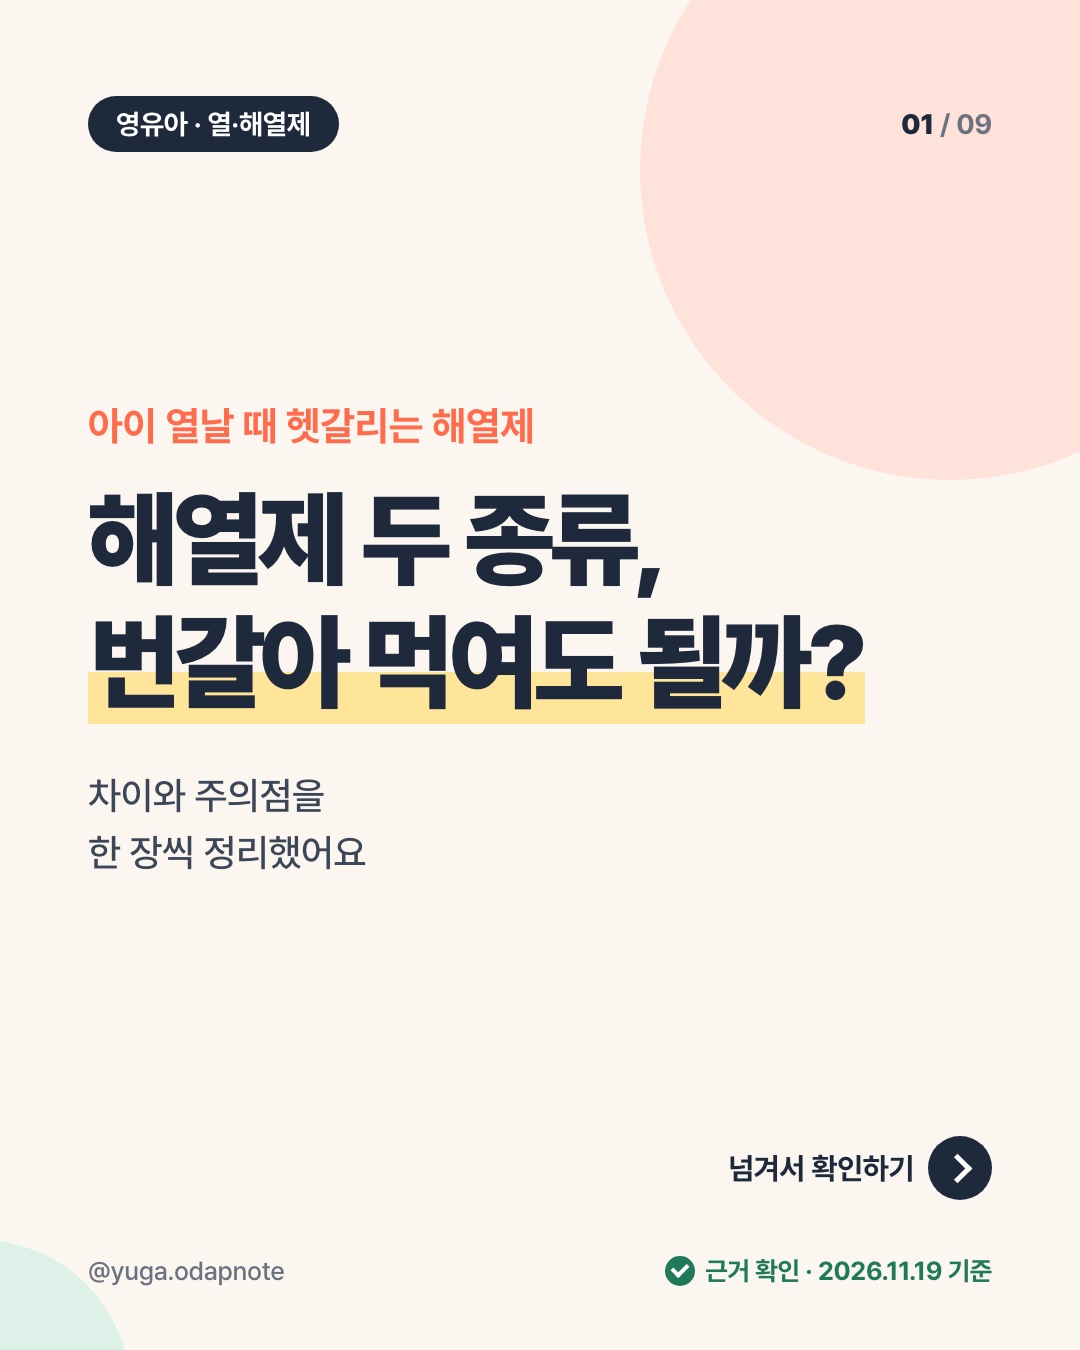 영유아 · 열·해열제
01 / 09
아이 열날 때 헷갈리는 해열제
해열제 두 종류,
번갈아 먹여도 될까?
차이와 주의점을
한 장씩 정리했어요
넘겨서 확인하기
@yuga.odapnote
근거 확인 · 2026.11.19 기준